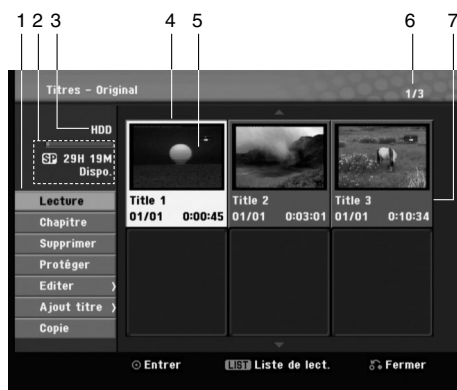 1 2 3 4 5 6 7
Titres - Original
1/3
HDD
SP 29H 19M
Dispo.
Lecture
Chapitre
Supprimer
Protêger
Editer
Ajout titre
Copie
Title 1
01/01 0:00:45
Title 2
01/01 0:03:01
Title 3
01/01 0:10:34
Entrer
LIST Liste de lect.
Fermer